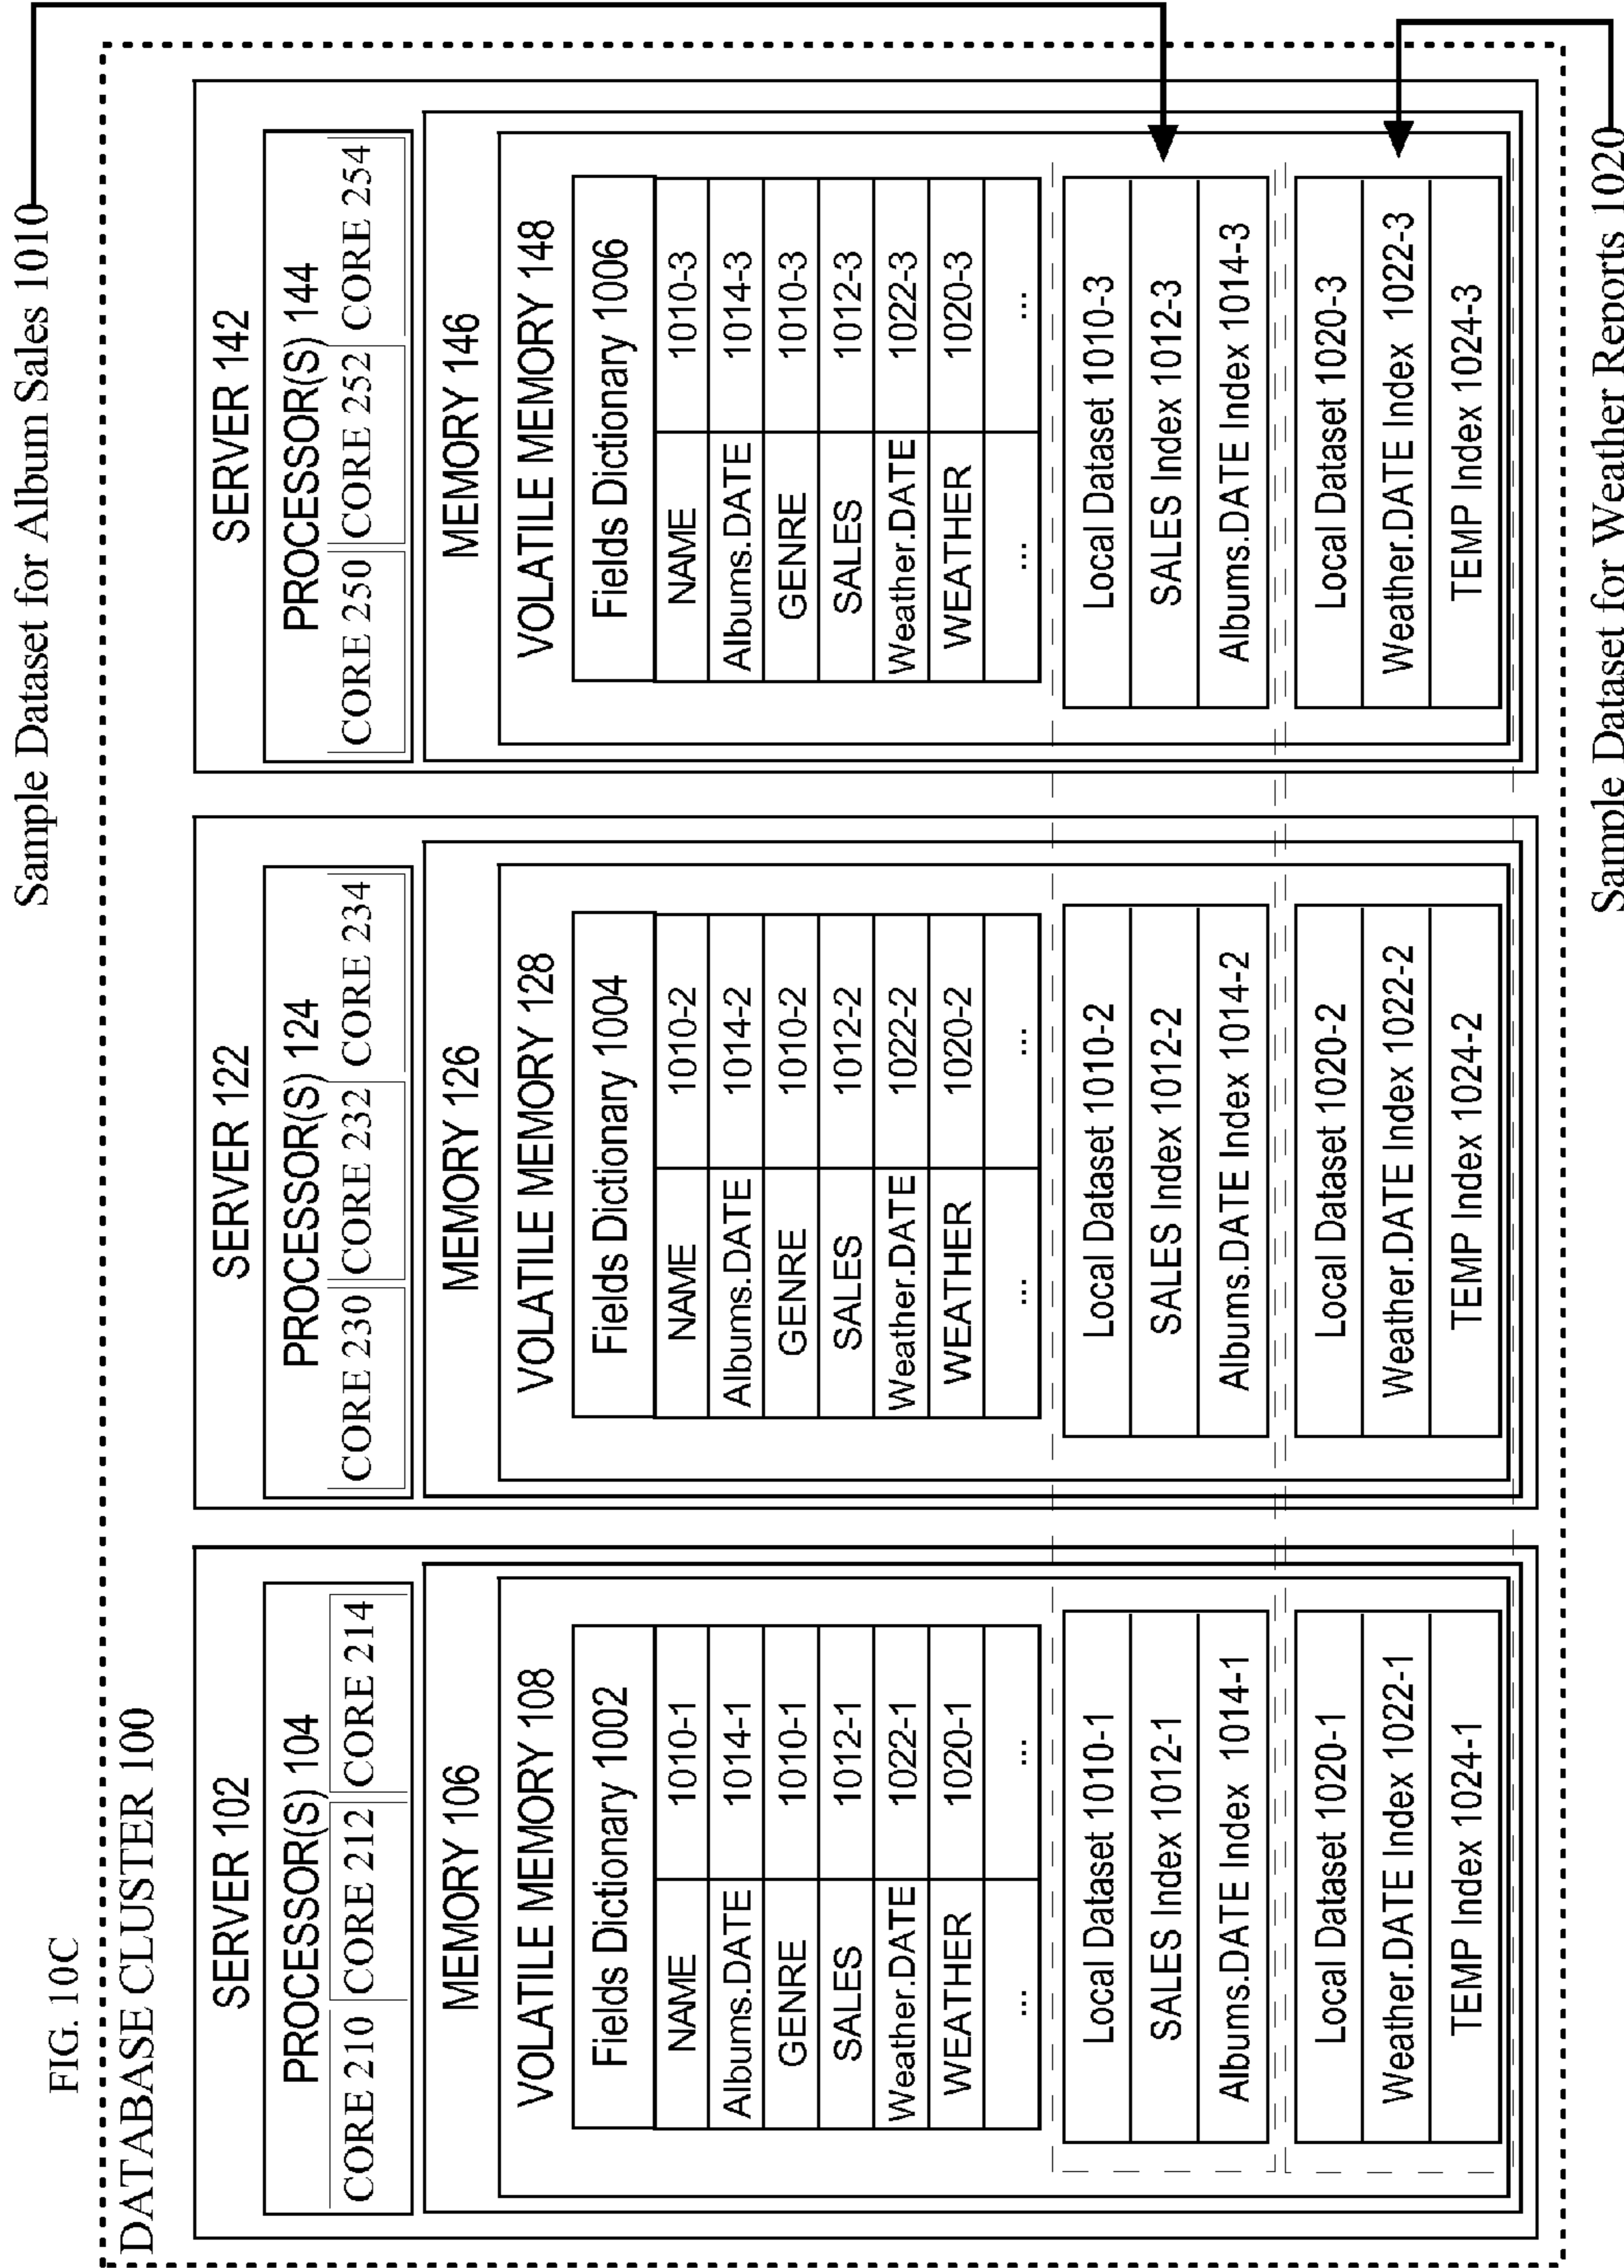 FIG. 10C
Sample Dataset for Album Sales 1010
DATABASE CLUSTER 100
SERVER 102
PROCESSOR(S) 104
CORE 210
CORE 212
CORE 214
MEMORY 106
VOLATILE MEMORY 108
Fields Dictionary 1002
NAME 1010-1
Albums.DATE 1014-1
GENRE 1010-1
SALES 1012-1
Weather.DATE 1022-1
WEATHER 1020-1
... ...
Local Dataset 1010-1
SALES Index 1012-1
Albums.DATE Index 1014-1
Local Dataset 1020-1
Weather.DATE Index 1022-1
TEMP Index 1024-1
SERVER 122
PROCESSOR(S) 124
CORE 230
CORE 232
CORE 234
MEMORY 126
VOLATILE MEMORY 128
Fields Dictionary 1004
NAME 1010-2
Albums.DATE 1014-2
GENRE 1010-2
SALES 1012-2
Weather.DATE 1022-2
WEATHER 1020-2
... ...
Local Dataset 1010-2
SALES Index 1012-2
Albums.DATE Index 1014-2
Local Dataset 1020-2
Weather.DATE Index 1022-2
TEMP Index 1024-2
SERVER 142
PROCESSOR(S) 144
CORE 250
CORE 252
CORE 254
MEMORY 146
VOLATILE MEMORY 148
Fields Dictionary 1006
NAME 1010-3
Albums.DATE 1014-3
GENRE 1010-3
SALES 1012-3
Weather.DATE 1022-3
WEATHER 1020-3
... ...
Local Dataset 1010-3
SALES Index 1012-3
Albums.DATE Index 1014-3
Local Dataset 1020-3
Weather.DATE Index 1022-3
TEMP Index 1024-3
Sample Dataset for Weather Reports 1020